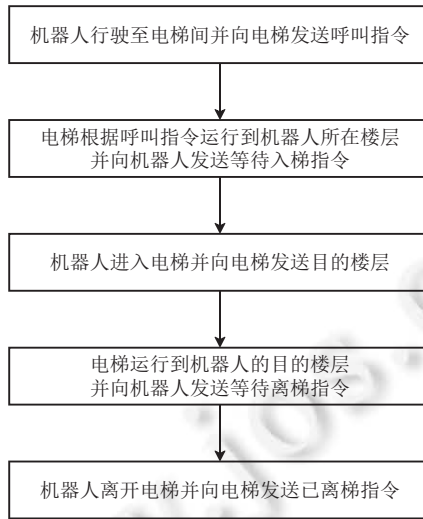 机器人行驶至电梯间并向电梯发送呼叫指令
电梯根据呼叫指令运行到机器人所在楼层
并向机器人发送等待入梯指令
机器人进入电梯并向电梯发送目的楼层
电梯运行到机器人的目的楼层
并向机器人发送等待离梯指令
机器人离开电梯并向电梯发送已离梯指令